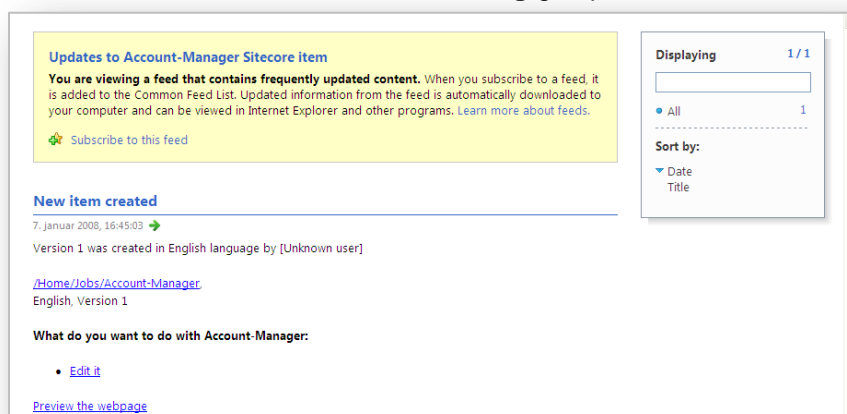 Updates to Account-Manager Sitecore item
You are viewing a feed that contains frequently updated content. When you subscribe to a feed, it
is added to the Common Feed List. Updated information from the feed is automatically downloaded to
your computer and can be viewed in Internet Explorer and other programs. Learn more about feeds.
Subscribe to this feed
New item created
7. januar 2008, 16:45:03
Version 1 was created in English language by [Unknown user]
/Home/Jobs/Account-Manager,
English, Version 1
What do you want to do with Account-Manager:
• Edit it
Preview the webpage
Displaying 1 / 1
All 1
Sort by:
Date
Title